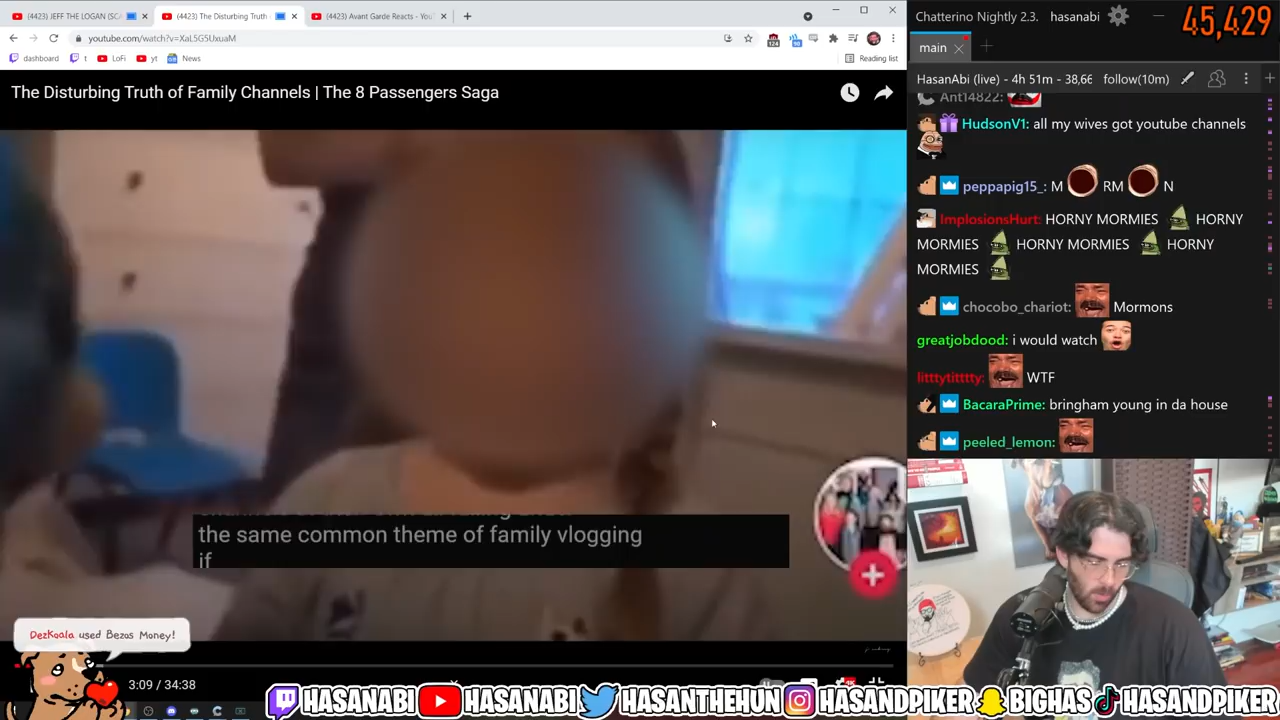 (4423) JEFF THE LOGAN (SC
(4423) The Disturbing Truth
(4423) Avant Garde Reacts - You
youtube.com/watch?v=XaL5G5UxuaM
dashboard
t
LoFi
yt
News
Reading list
The Disturbing Truth of Family Channels | The 8 Passengers Saga
the same common theme of family vlogging
if
DezKoala used Bezos Money!
3:09 / 34:38
Chatterino Nightly 2.3. hasanabi
45,429
main
HasanAbi (live) - 4h 51m - 38,66 follow(10m)
Ant14822:
HudsonV1: all my wives got youtube channels
peppapig15_: M RM N
ImplosionsHurt: HORNY MORMIES HORNY
MORMIES HORNY MORMIES HORNY
MORMIES
chocobo_chariot: Mormons
greatjobdood: i would watch
litttytitttty: WTF
BacaraPrime: bringham young in da house
peeled_lemon:
HASANABI HASANABI HASANTHEHUN HASANDPIKER BIGHAS HASANDPIKER